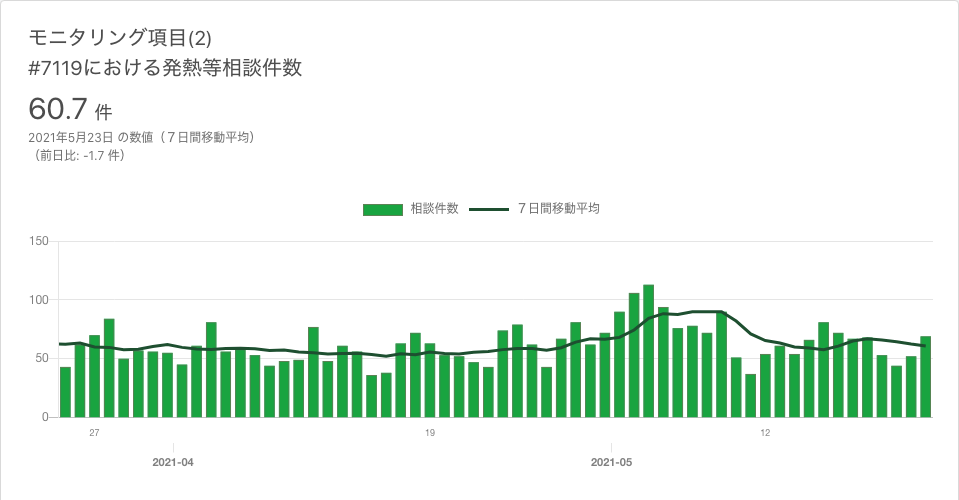 モニタリング項目(2)
#7119における発熱等相談件数
60.7 件
2021年5月23日 の数値（７日間移動平均）
（前日比: -1.7 件）
相談件数 ７日間移動平均
150
100
50
0
27 19 12
2021-04 2021-05